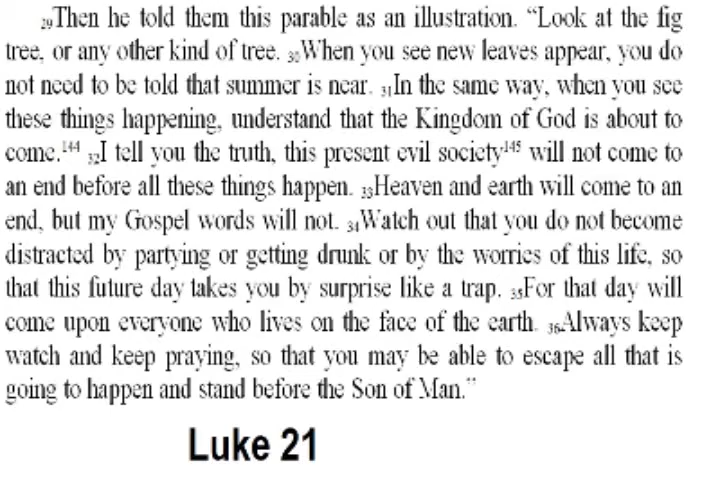 29Then he told them this parable as an illustration. “Look at the fig
tree, or any other kind of tree. 30When you see new leaves appear, you do
not need to be told that summer is near. 31In the same way, when you see
these things happening, understand that the Kingdom of God is about to
come.144 32I tell you the truth, this present evil society145 will not come to
an end before all these things happen. 33Heaven and earth will come to an
end, but my Gospel words will not. 34Watch out that you do not become
distracted by partying or getting drunk or by the worries of this life, so
that this future day takes you by surprise like a trap. 35For that day will
come upon everyone who lives on the face of the earth. 36Always keep
watch and keep praying, so that you may be able to escape all that is
going to happen and stand before the Son of Man.”
Luke 21